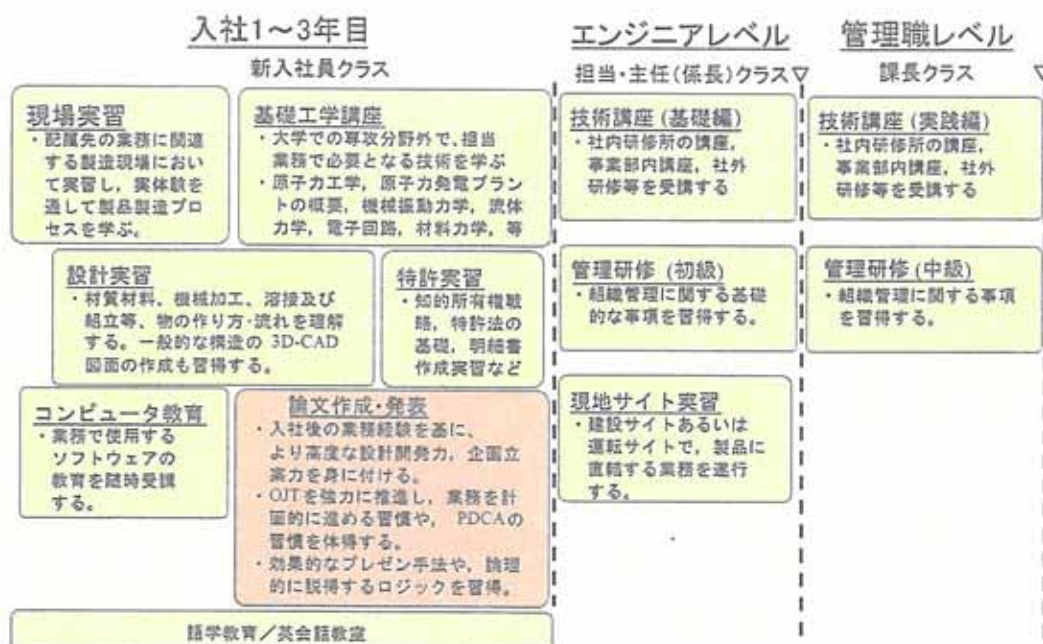 入社1～3年目
新入社員クラス
エンジニアレベル
担当・主任(係長)クラス▽
管理職レベル
課長クラス
▽
現場実習
・配属先の業務に関連
する製造現場におい
て実習し，実体験を
通して製品製造プロ
セスを学ぶ。
基礎工学講座
・大学での専攻分野外で、担当
業務で必要となる技術を学ぶ
・原子力工学，原子力発電プラン
トの概要，機械振動力学，流体
力学，電子回路，材料力学，等
設計実習
・材質材料、機械加工、溶接及び
組立等、物の作り方・流れを理解
する。一般的な構造の 3D-CAD
図面の作成も習得する。
特許実習
・知的所有権戦
略，特許法の
基礎，明細書
作成実習など
コンピュータ教育
・業務で使用する
ソフトウェアの
教育を随時受講
する。
論文作成・発表
・入社後の業務経験を基に、
より高度な設計開発力，企画立
案力を身に付ける。
・OJTを強力に推進し，業務を計
画的に進める習慣や， PDCAの
習慣を体得する。
・効果的なプレゼン手法や，論理
的に説得するロジックを習得。
語学教育／英会話教室
技術講座 (基礎編)
・社内研修所の講座，
事業部内講座，社外
研修等を受講する
管理研修 (初級)
・組織管理に関する基礎
的な事項を習得する。
現地サイト実習
・建設サイトあるいは
運転サイトで，製品に
直結する業務を遂行
する。
技術講座 (実践編)
・社内研修所の講座，
事業部内講座，社外
研修等を受講する
管理研修 (中級)
・組織管理に関する事項
を習得する。